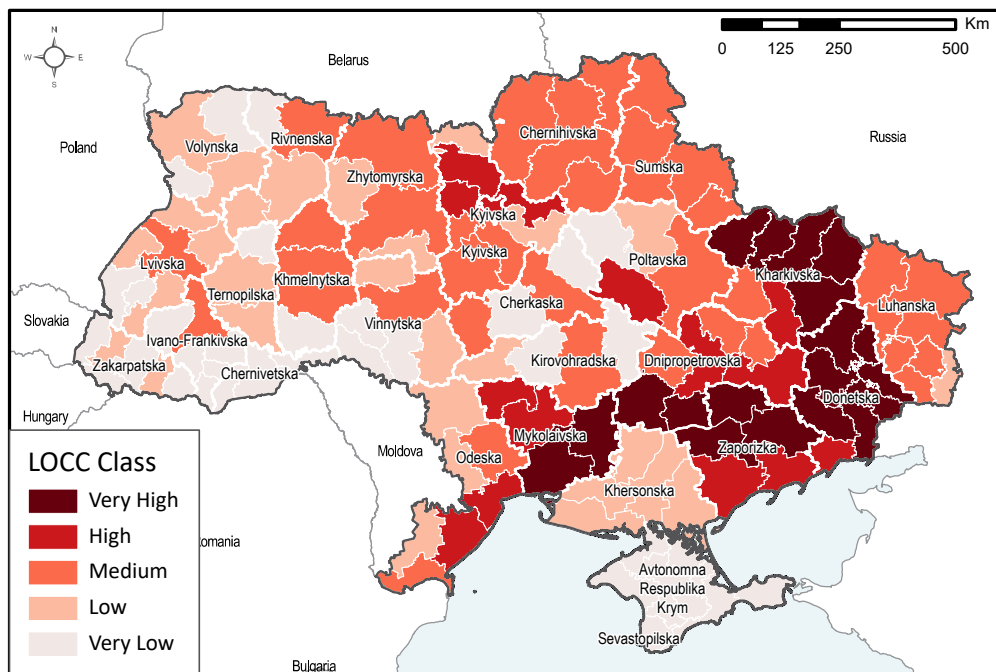 N
W E
S
Km
0 125 250 500
Belarus
Poland
Russia
Volynska
Rivnenska
Chernihivska
Sumska
Zhytomyrska
Kyivska
Kyivska
Poltavska
Kharkivska
Lvivska
Khmelnytska
Ternopilska
Cherkaska
Luhanska
Slovakia
Ivano-Frankivska
Vinnytska
Zakarpatska
Chernivetska
Kirovohradska
Dnipropetrovska
Donetska
Hungary
Moldova
Mykolaivska
Odeska
Zaporizka
Khersonska
LOCC Class
Very High
High
Medium
Low
Very Low
omania
Avtonomna
Respublika
Krym
Sevastopilska
Bulgaria